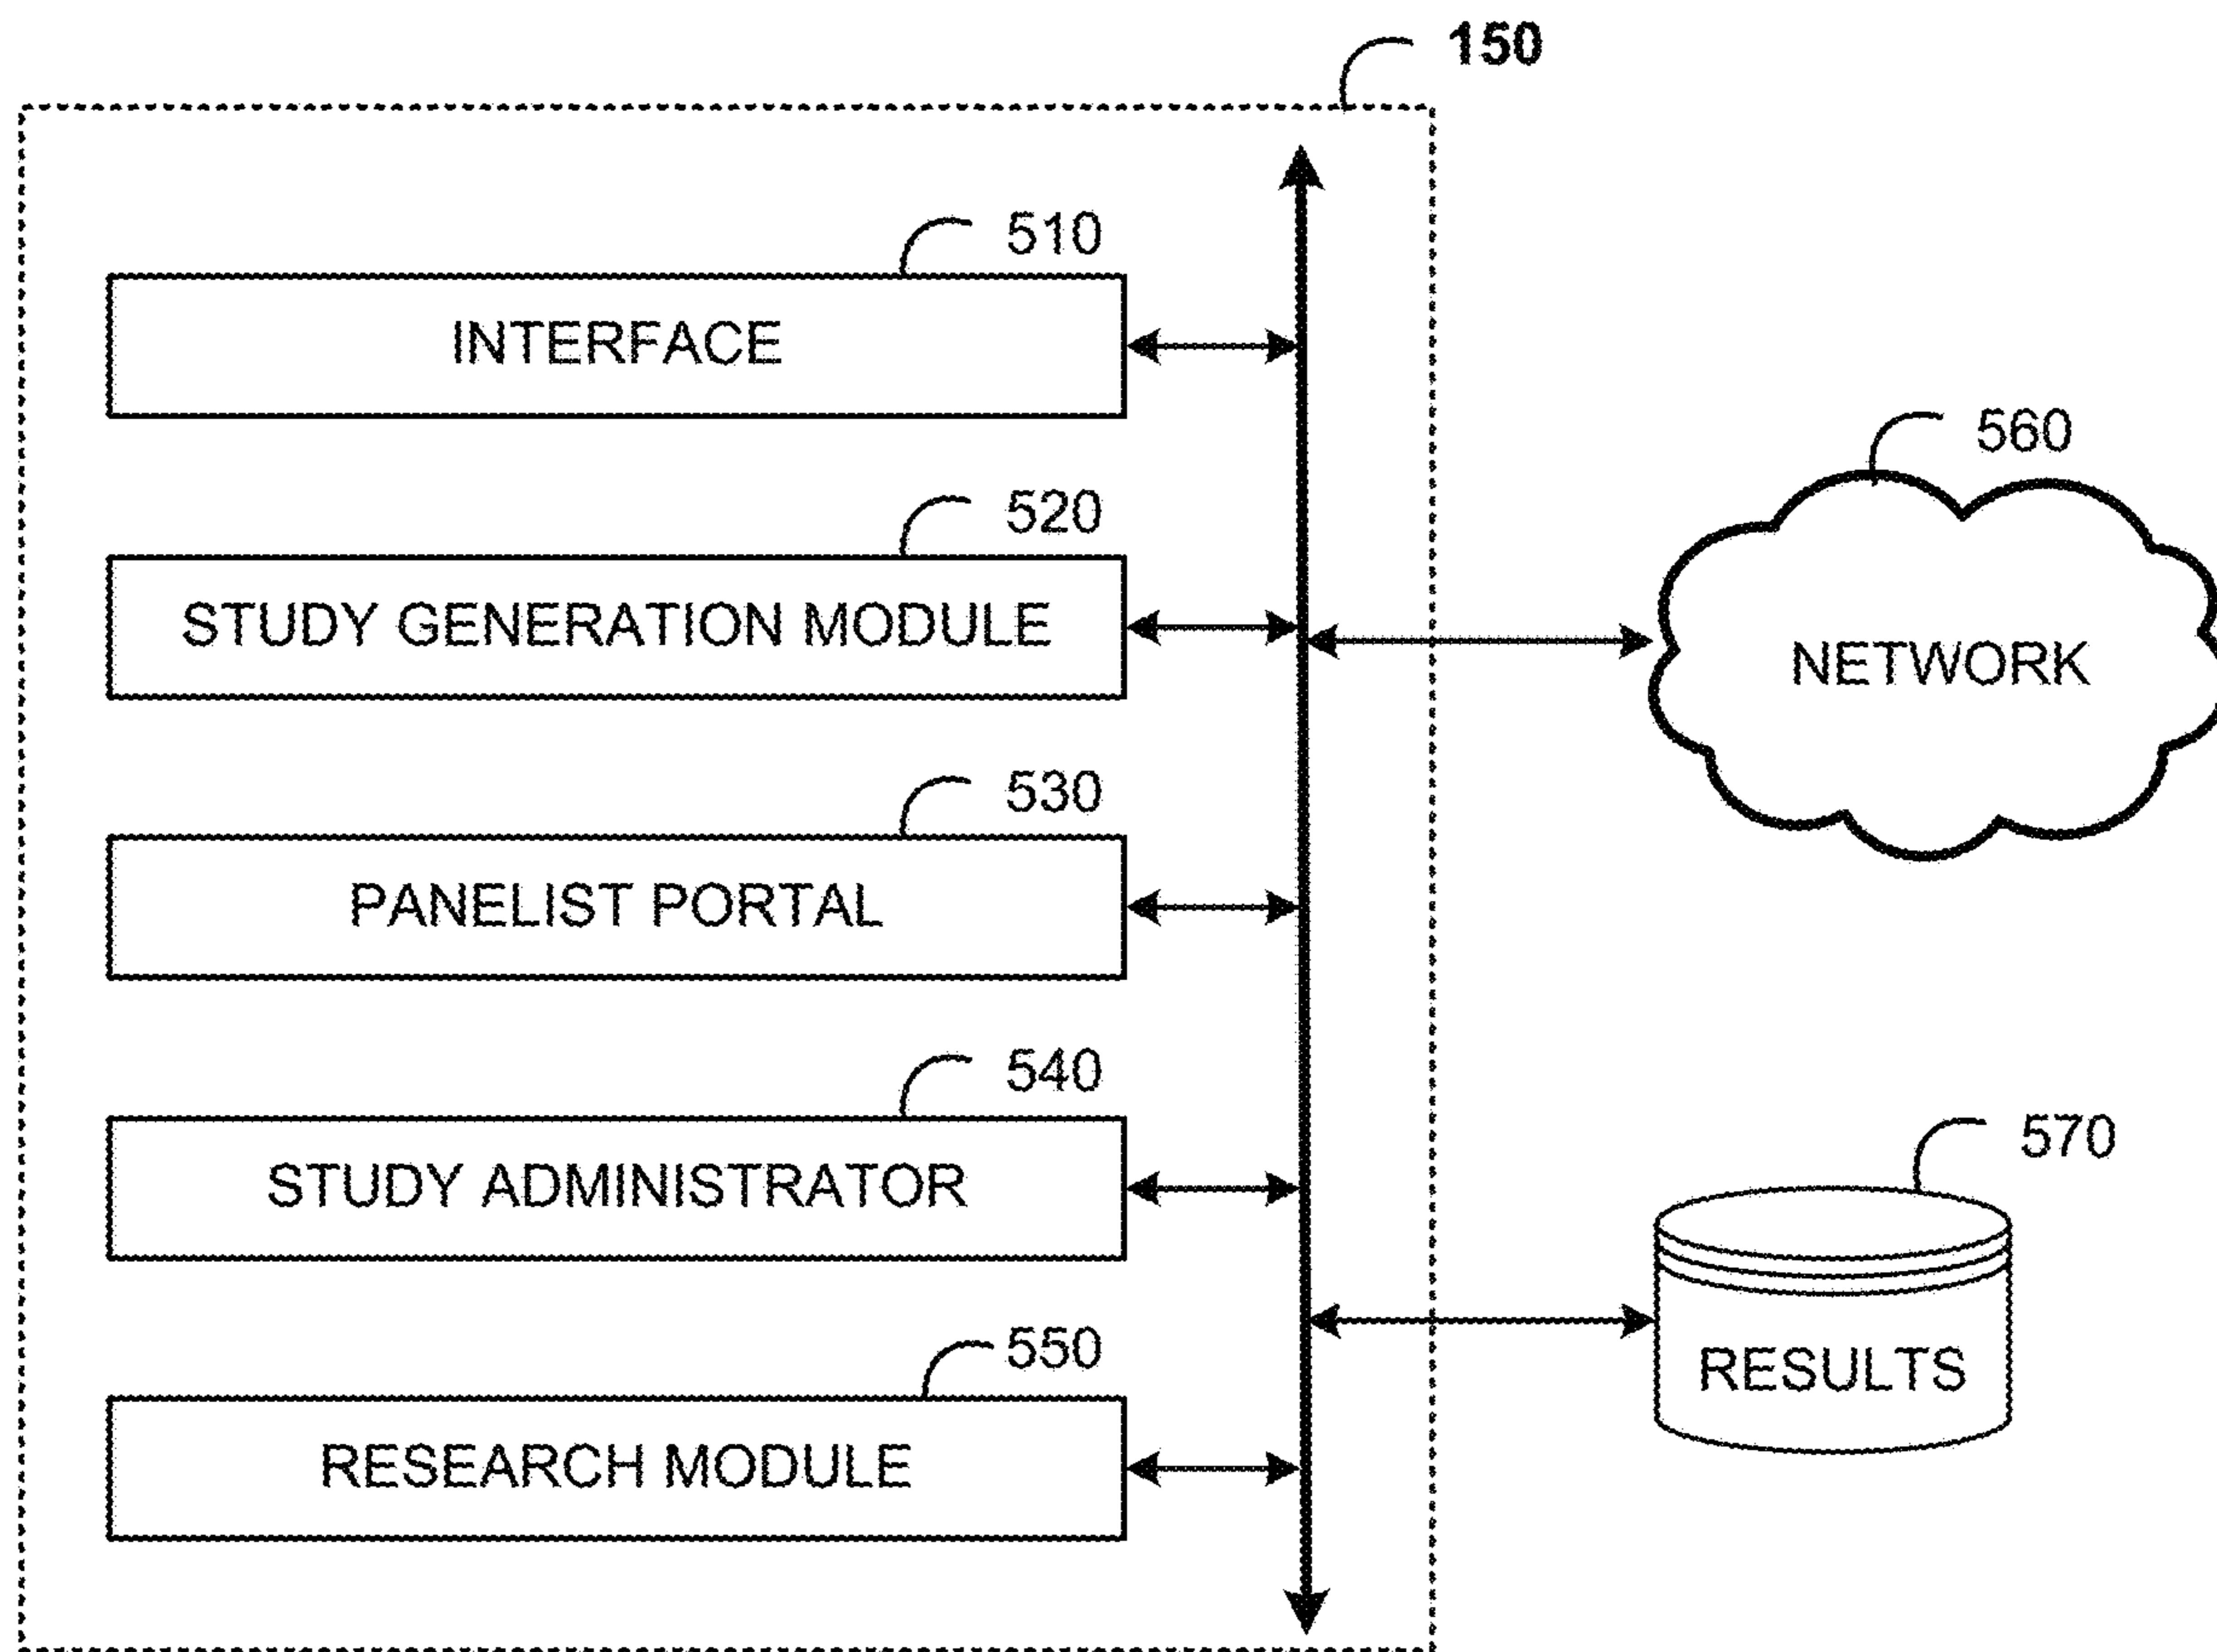 150
510
INTERFACE
560
520
STUDY GENERATION MODULE
NETWORK
530
PANELIST PORTAL
540
STUDY ADMINISTRATOR
570
550
RESULTS
RESEARCH MODULE